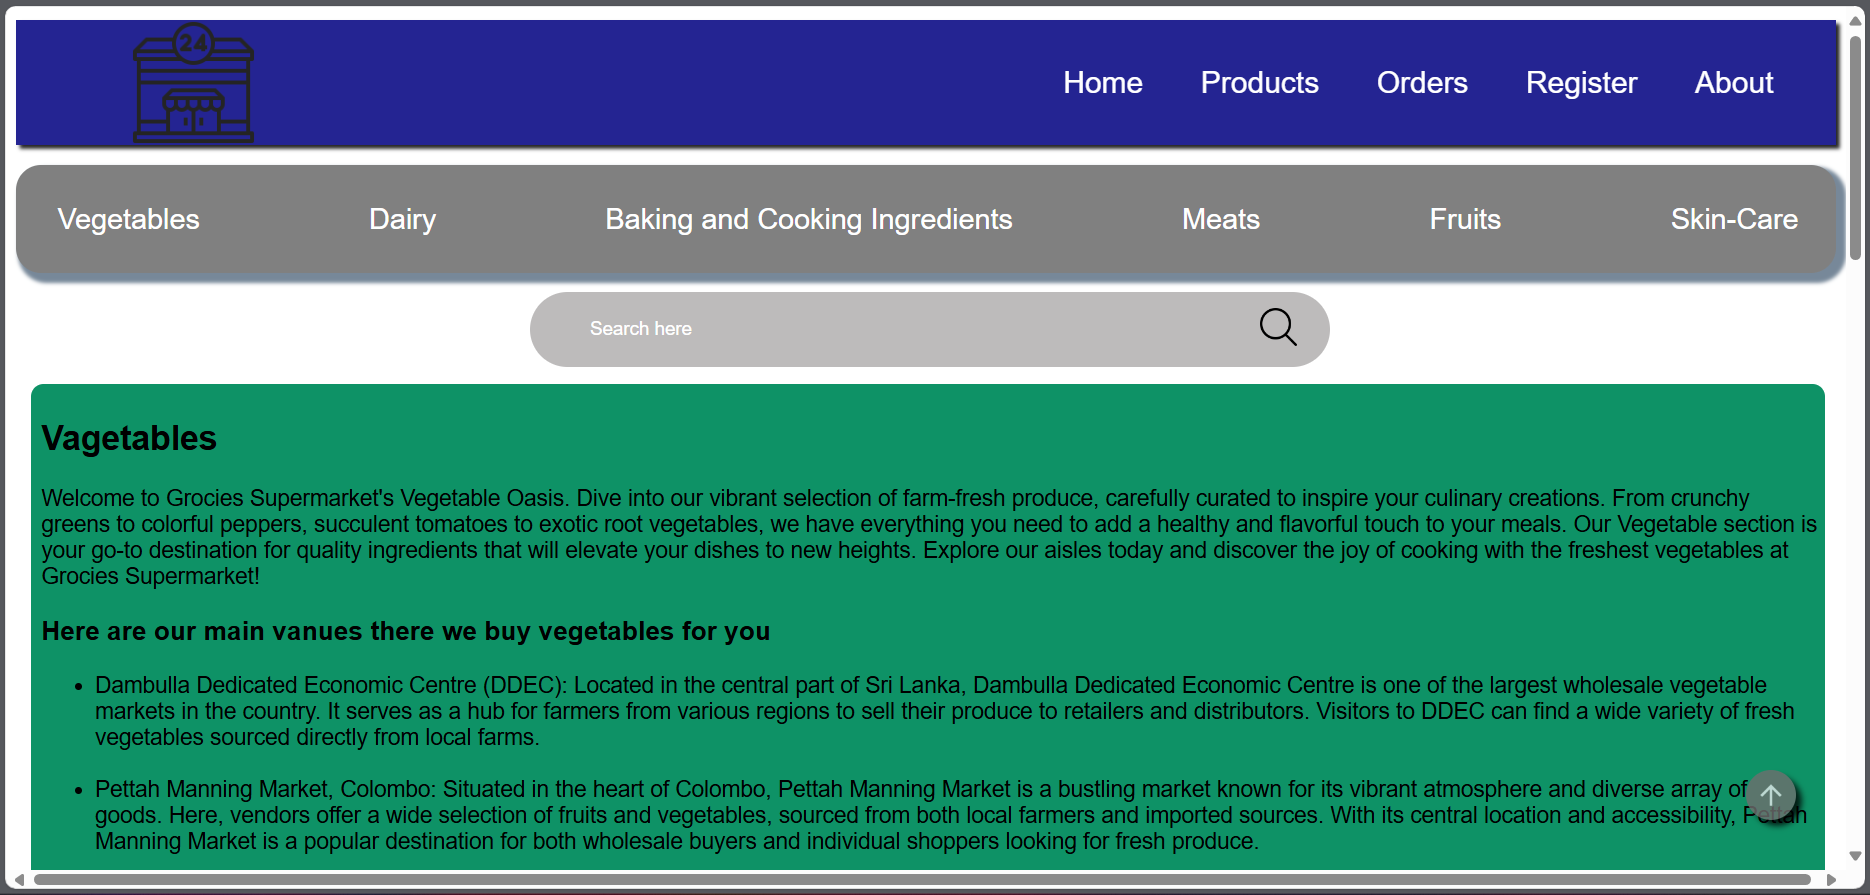 24
Home Products Orders Register About
Vegetables Dairy Baking and Cooking Ingredients Meats Fruits Skin-Care
Search here
Vagetables
Welcome to Grocies Supermarket's Vegetable Oasis. Dive into our vibrant selection of farm-fresh produce, carefully curated to inspire your culinary creations. From crunchy
greens to colorful peppers, succulent tomatoes to exotic root vegetables, we have everything you need to add a healthy and flavorful touch to your meals. Our Vegetable section is
your go-to destination for quality ingredients that will elevate your dishes to new heights. Explore our aisles today and discover the joy of cooking with the freshest vegetables at
Grocies Supermarket!
Here are our main vanues there we buy vegetables for you
• Dambulla Dedicated Economic Centre (DDEC): Located in the central part of Sri Lanka, Dambulla Dedicated Economic Centre is one of the largest wholesale vegetable
markets in the country. It serves as a hub for farmers from various regions to sell their produce to retailers and distributors. Visitors to DDEC can find a wide variety of fresh
vegetables sourced directly from local farms.
• Pettah Manning Market, Colombo: Situated in the heart of Colombo, Pettah Manning Market is a bustling market known for its vibrant atmosphere and diverse array of
goods. Here, vendors offer a wide selection of fruits and vegetables, sourced from both local farmers and imported sources. With its central location and accessibility, Pettah
Manning Market is a popular destination for both wholesale buyers and individual shoppers looking for fresh produce.